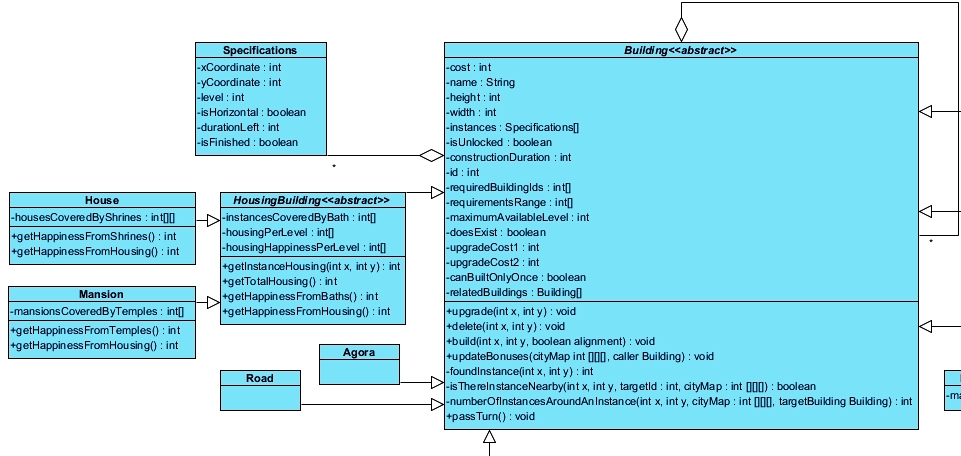 Specifications
-xCoordinate : int
-yCoordinate : int
-level : int
-isHorizontal : boolean
-durationLeft : int
-isFinished : boolean
*
Building<<abstract>>
-cost : int
-name : String
-height : int
-width : int
-instances : Specifications[]
-isUnlocked : boolean
-constructionDuration : int
-id : int
-requiredBuildingIds : int[]
-requirementsRange : int[]
-maximumAvailableLevel : int
-doesExist : boolean
-upgradeCost1 : int
-upgradeCost2 : int
-canBuiltOnlyOnce : boolean
-relatedBuildings : Building[]
+upgrade(int x, int y) : void
+delete(int x, int y) : void
+build(int x, int y, boolean alignment) : void
+updateBonuses(cityMap int [][][], caller Building) : void
-foundInstance(int x, int y) : int
-isThereInstanceNearby(int x, int y, targetId : int, cityMap : int [][][]) : boolean
-numberOfInstancesAroundAnInstance(int x, int y, cityMap : int [][][], targetBuilding Building) : int
+passTurn() : void
*
House
-housesCoveredByShrines : int[][]
+getHappinessFromShrines() : int
+getHappinessFromHousing() : int
HousingBuilding<<abstract>>
-instancesCoveredByBath : int[]
-housingPerLevel : int[]
-housingHappinessPerLevel : int[]
+getInstanceHousing(int x, int y) : int
+getTotalHousing() : int
+getHappinessFromBaths() : int
+getHappinessFromHousing() : int
Mansion
-mansionsCoveredByTemples : int[]
+getHappinessFromTemples() : int
+getHappinessFromHousing() : int
Agora
Road